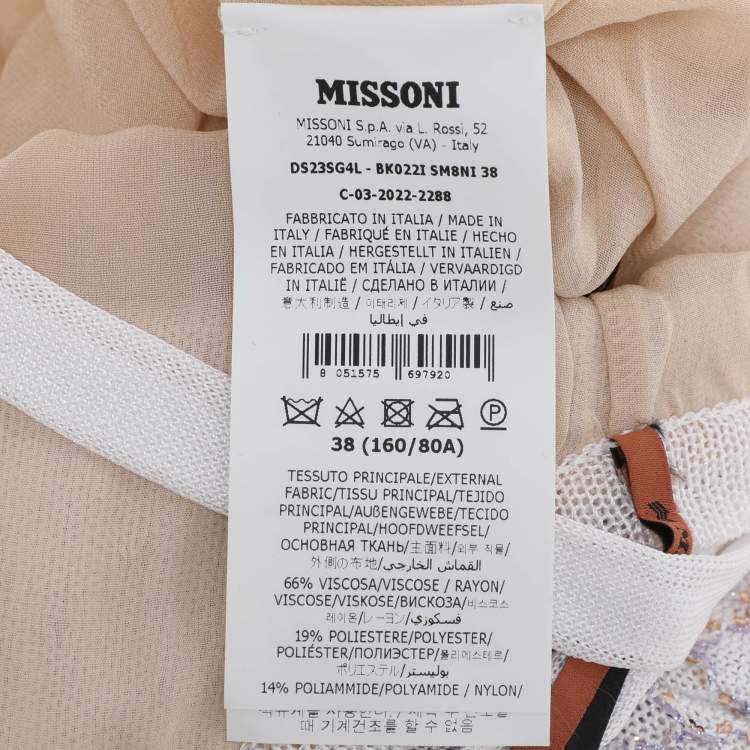 MISSONI
MISSONI S.p.A. via L. Rossi, 52
21040 Sumirago (VA) - Italy
DS23SG4L - BK022I SM8NI 38
C-03-2022-2288
FABBRICATO IN ITALIA / MADE IN
ITALY / FABRIQUÉ EN ITALIE / HECHO
EN ITALIA / HERGESTELLT IN ITALIEN /
FABRICADO EM ITÁLIA / VERVAARDIGD
IN ITALIË / СДЕЛАНО В ИТАЛИИ /
意大利制造 / 이태리제 / イタリア製 / صنع
في إيطاليا
8 051575 697920
38 (160/80A)
TESSUTO PRINCIPALE/EXTERNAL
FABRIC/TISSU PRINCIPAL/TEJIDO
PRINCIPAL/AUßENGEWEBE/TECIDO
PRINCIPAL/HOOFDWEEFSEL/
ОСНОВНАЯ ТКАНЬ/主面料/외부 직물/
外側の布地/القماش الخارجي/
66% VISCOSA/VISCOSE / RAYON/
VISCOSE/VISKOSE/ВИСКОЗА/비스코스
레이온/レーヨン/فسكوزي
19% POLIESTERE/POLYESTER/
POLIÉSTER/ПОЛИЭСТЕР/폴리에스테르/
ポリエステル/بوليستر
14% POLIAMMIDE/POLYAMIDE / NYLON/
때 기계건조를 할 수 없음